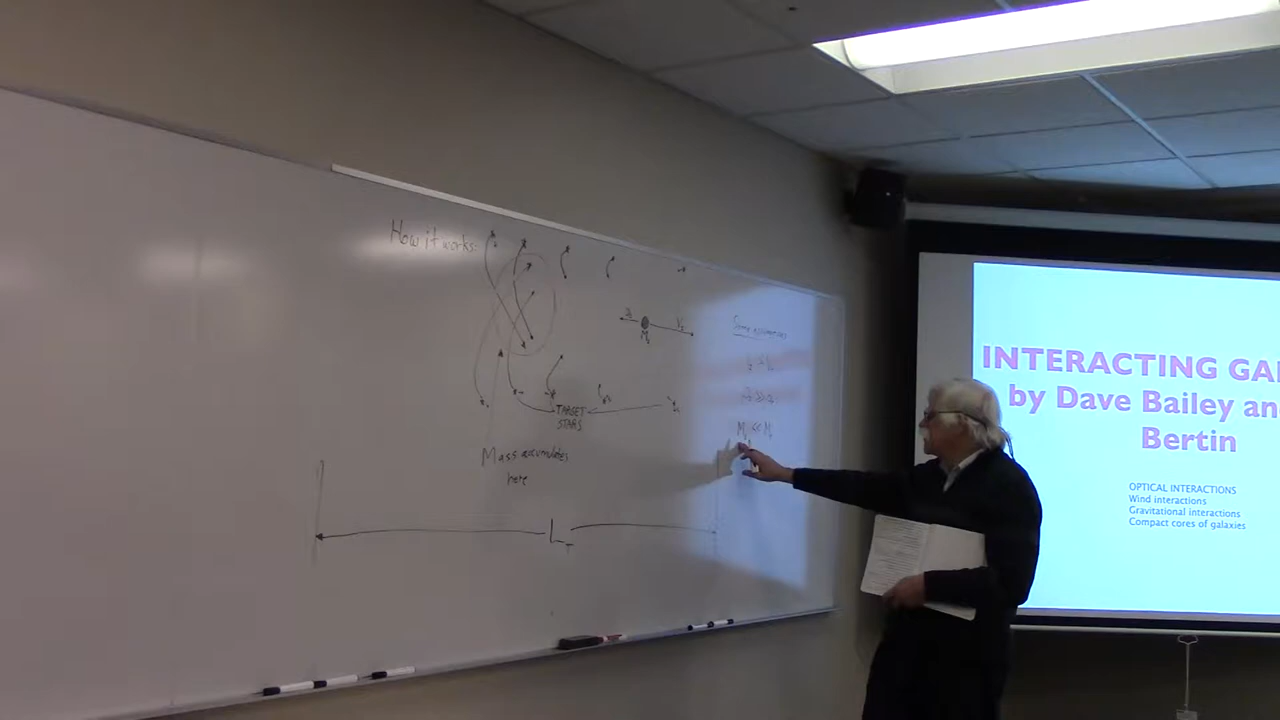 How it works:
TARGET
STARS
Mass accumulates
here
L_T
Some
M <<
INTERACTING GA
by Dave Bailey an
Bertin
OPTICAL INTERACTIONS
Wind interactions
Gravitational interactions
Compact cores of galaxies